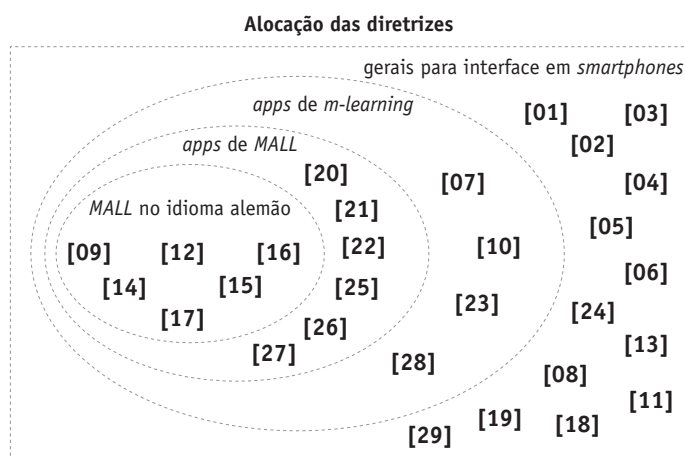 Alocação das diretrizes
gerais para interface em smartphones
apps de m-learning
[01] [03]
[02]
apps de MALL
[20] [07] [04]
MALL no idioma alemão [21]
[05]
[09] [12] [16] [22] [10]
[06]
[14] [15] [25]
[23] [24]
[17] [26]
[13]
[27] [28]
[08]
[11]
[19] [18]
[29]